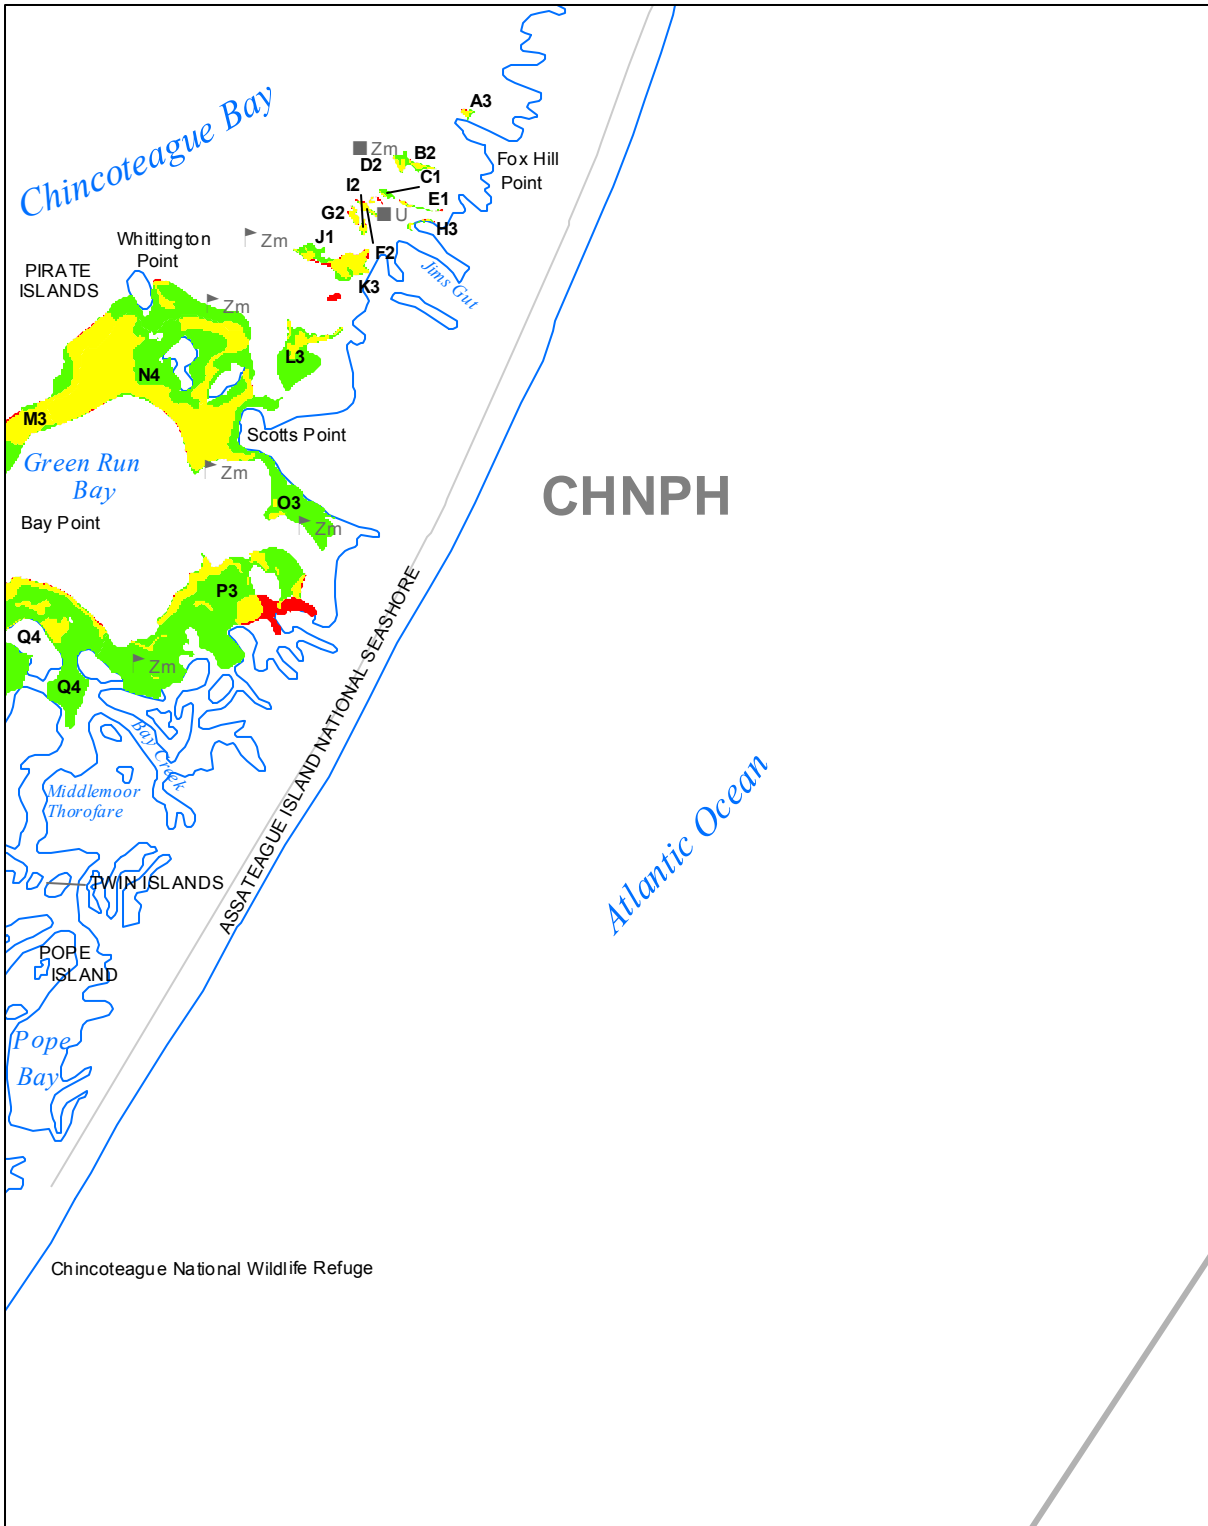 Chincoteague Bay
A3
Zm
D2
B2
Fox Hill
Point
C1
I2
E1
G2
U
H3
Whittington
Point
Zm
J1
F2
Jims Gut
PIRATE
ISLANDS
K3
Zm
L3
N4
M3
Scotts Point
Green Run
Bay
Zm
CHNPH
O3
Bay Point
Zm
P3
ASSATEAGUE ISLAND NATIONAL SEASHORE
Q4
Zm
Q4
Bay Creek
Middlemoor
Thorofare
Atlantic Ocean
TWIN ISLANDS
POPE
ISLAND
Pope
Bay
Chincoteague National Wildlife Refuge